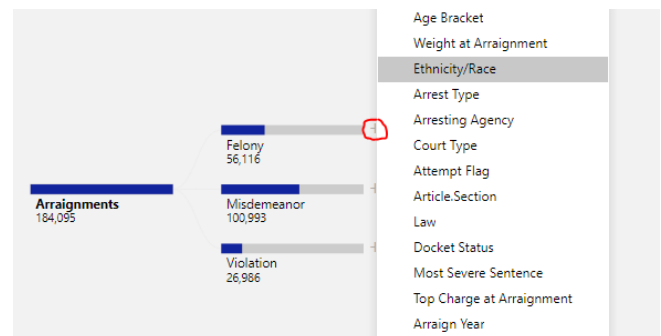 Age Bracket
Weight at Arraignment
Ethnicity/Race
Arrest Type
Arresting Agency
Court Type
Attempt Flag
Article.Section
Law
Docket Status
Most Severe Sentence
Top Charge at Arraignment
Arraign Year
Felony
56,116
Arraignments
184,095
Misdemeanor
100,993
Violation
26,986